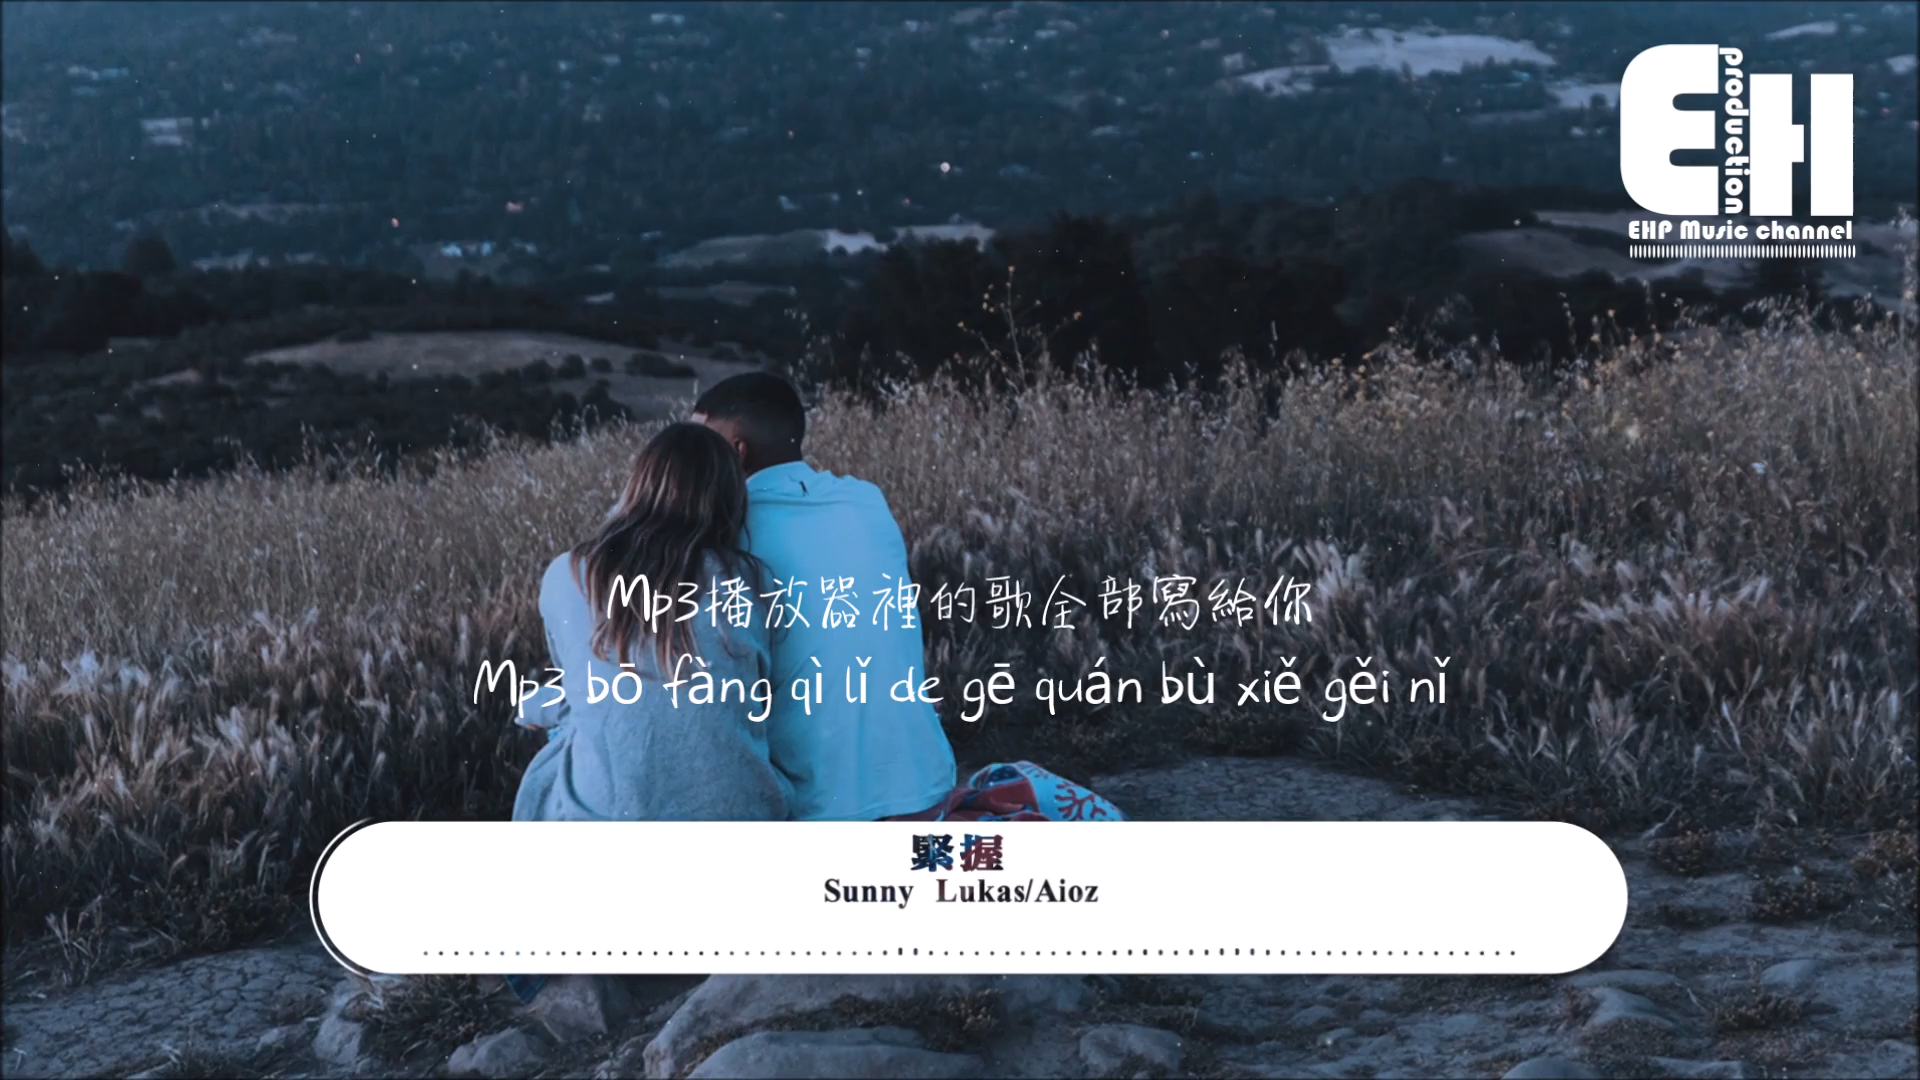 EH
production
EHP Music channel
Mp3播放器裡的歌全部寫給你
Mp3 bō fàng qì lǐ de gē quán bù xiě gěi nǐ
緊握
Sunny Lukas/Aioz